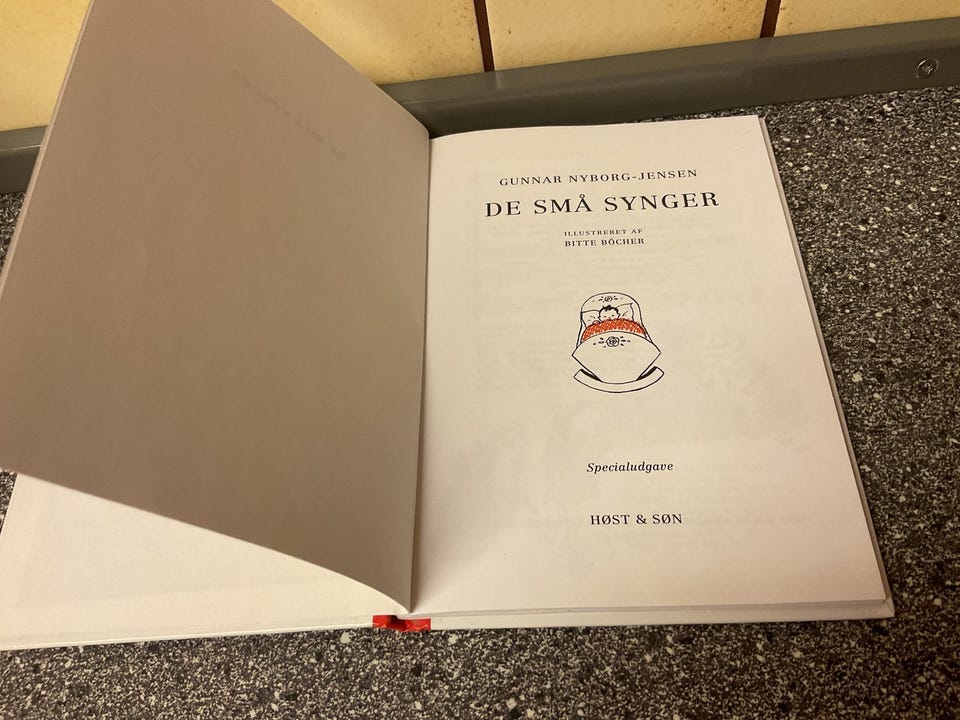 GUNNAR NYBORG-JENSEN
DE SMÅ SYNGER
ILLUSTRERET AF
BITTE BÖCHER
Specialudgave
HØST & SØN